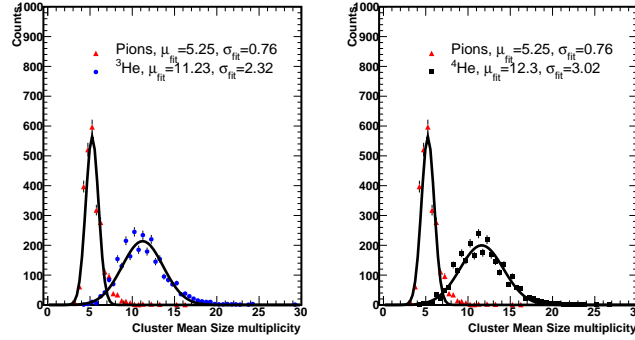 Counts
1000
900
800
700
600
500
400
300
200
100
0
Pions, μfit=5.25, σfit=0.76
³He, μfit=11.23, σfit=2.32
0 5 10 15 20 25 30
Cluster Mean Size multiplicity
Counts
1000
900
800
700
600
500
400
300
200
100
0
Pions, μfit=5.25, σfit=0.76
⁴He, μfit=12.3, σfit=3.02
0 5 10 15 20 25 30
Cluster Mean Size multiplicity